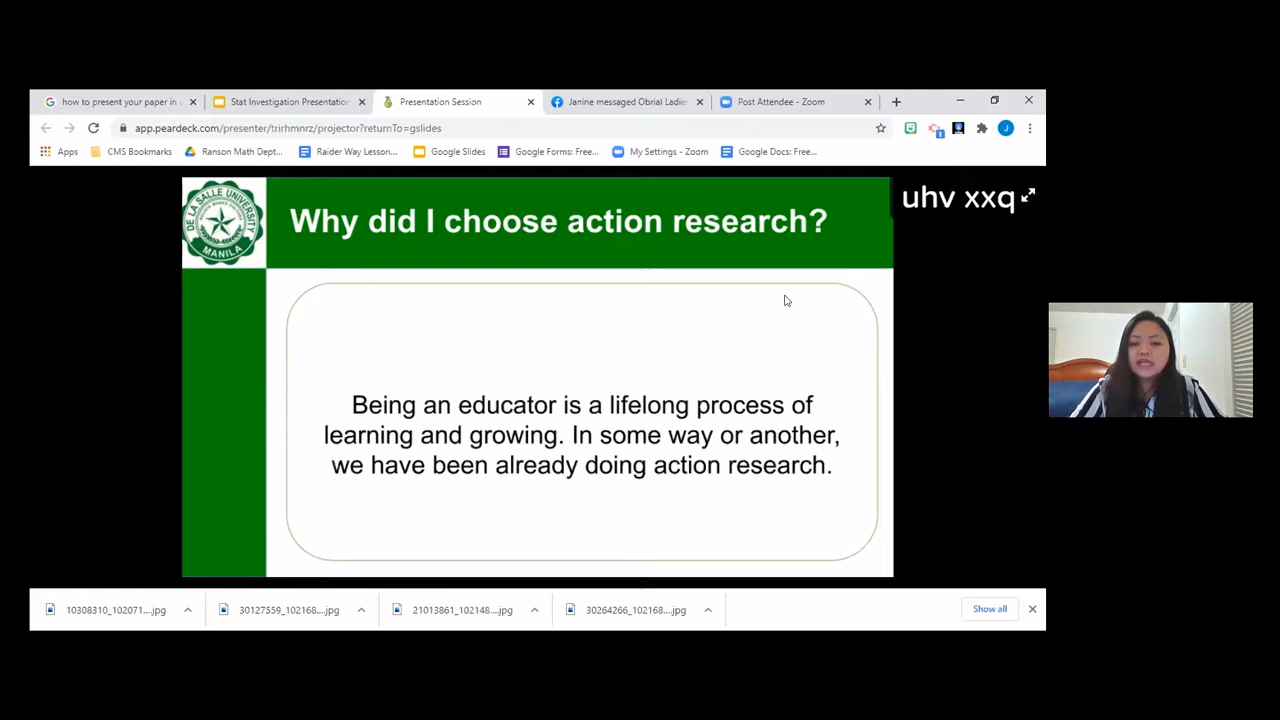 how to present your paper in
Stat Investigation Presentation
Presentation Session
Janine messaged Obrial Ladie
Post Attendee - Zoom
app.peardeck.com/presenter/trirhmnrz/projector?returnTo=gslides
Apps
CMS Bookmarks
Ranson Math Dept...
Raider Way Lesson...
Google Slides
Google Forms: Free...
My Settings - Zoom
Google Docs: Free...
DE LA SALLE UNIVERSITY
MANILA
Why did I choose action research?
uhv xxq
Being an educator is a lifelong process of
learning and growing. In some way or another,
we have been already doing action research.
10308310_102071....jpg
30127559_102168....jpg
21013861_102148....jpg
30264266_102168....jpg
Show all